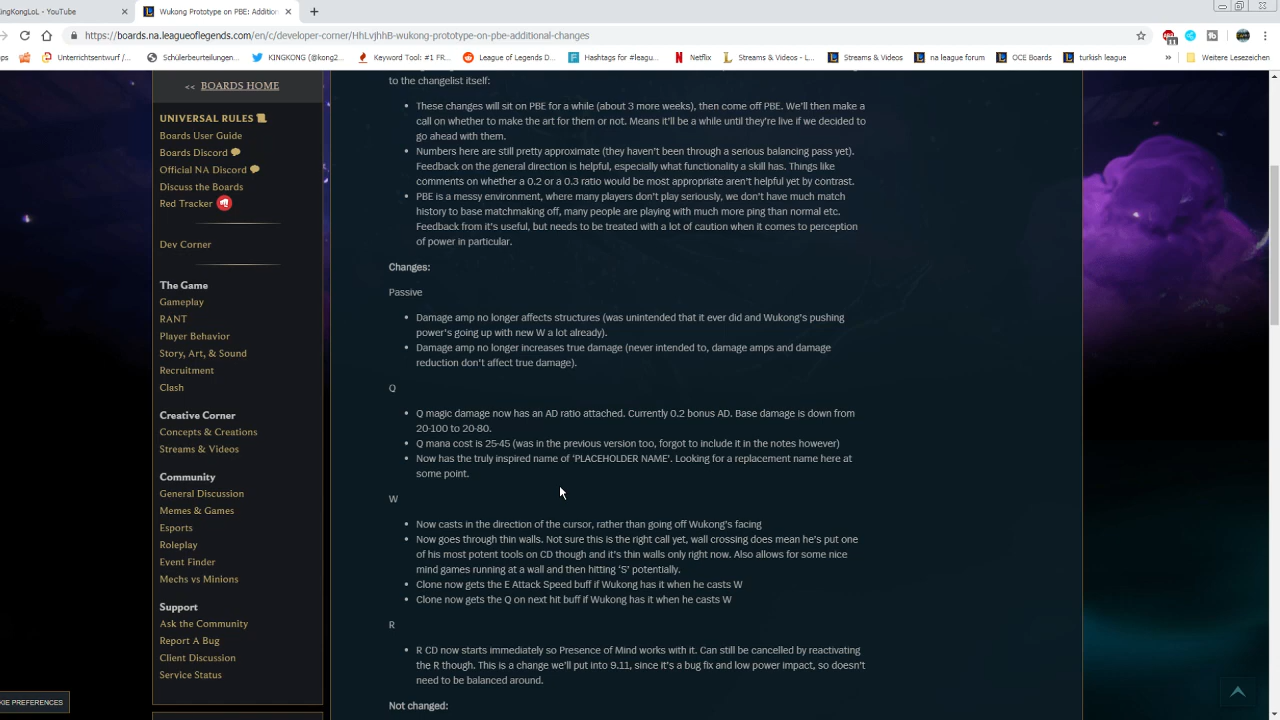 KingKongLoL - YouTube
Wukong Prototype on PBE: Addition
https://boards.na.leagueoflegends.com/en/c/developer-corner/HhLvjhhB-wukong-prototype-on-pbe-additional-changes
ps
Unterrichtsentwurf /...
Schülerbeurteilungen...
KINGKONG (@kong2...
Keyword Tool: #1 FR...
League of Legends D...
Hashtags for #leagu...
Netflix
Streams & Videos - L...
Streams & Videos
na league forum
OCE Boards
turkish league
»
Weitere Lesezeichen
<< BOARDS HOME
UNIVERSAL RULES
Boards User Guide
Boards Discord
Official NA Discord
Discuss the Boards
Red Tracker
Dev Corner
The Game
Gameplay
RANT
Player Behavior
Story, Art, & Sound
Recruitment
Clash
Creative Corner
Concepts & Creations
Streams & Videos
Community
General Discussion
Memes & Games
Esports
Roleplay
Event Finder
Mechs vs Minions
Support
Ask the Community
Report A Bug
Client Discussion
Service Status
KIE PREFERENCES
to the changelist itself:
These changes will sit on PBE for a while (about 3 more weeks), then come off PBE. We'll then make a
call on whether to make the art for them or not. Means it'll be a while until they're live if we decided to
go ahead with them.
Numbers here are still pretty approximate (they haven't been through a serious balancing pass yet).
Feedback on the general direction is helpful, especially what functionality a skill has. Things like
comments on whether a 0.2 or a 0.3 ratio would be most appropriate aren't helpful yet by contrast.
PBE is a messy environment, where many players don't play seriously, we don't have much match
history to base matchmaking off, many people are playing with much more ping than normal etc.
Feedback from it's useful, but needs to be treated with a lot of caution when it comes to perception
of power in particular.
Changes:
Passive
Damage amp no longer affects structures (was unintended that it ever did and Wukong's pushing
power's going up with new W a lot already).
Damage amp no longer increases true damage (never intended to, damage amps and damage
reduction don't affect true damage).
Q
Q magic damage now has an AD ratio attached. Currently 0.2 bonus AD. Base damage is down from
20-100 to 20-80.
Q mana cost is 25-45 (was in the previous version too, forgot to include it in the notes however)
Now has the truly inspired name of 'PLACEHOLDER NAME'. Looking for a replacement name here at
some point.
W
Now casts in the direction of the cursor, rather than going off Wukong's facing
Now goes through thin walls. Not sure this is the right call yet, wall crossing does mean he's put one
of his most potent tools on CD though and it's thin walls only right now. Also allows for some nice
mind games running at a wall and then hitting 'S' potentially.
Clone now gets the E Attack Speed buff if Wukong has it when he casts W
Clone now gets the Q on next hit buff if Wukong has it when he casts W
R
R CD now starts immediately so Presence of Mind works with it. Can still be cancelled by reactivating
the R though. This is a change we'll put into 9.11, since it's a bug fix and low power impact, so doesn't
need to be balanced around.
Not changed: